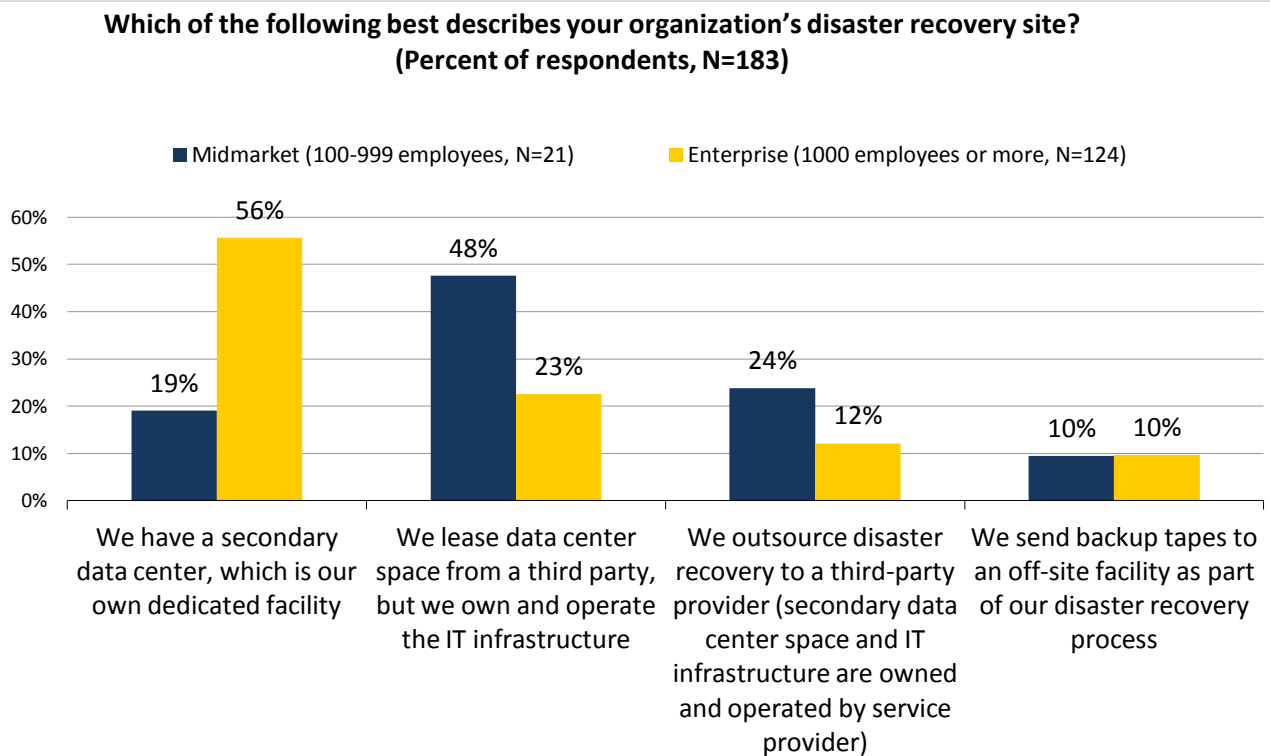 Which of the following best describes your organization’s disaster recovery site?
(Percent of respondents, N=183)
Midmarket (100-999 employees, N=21)
Enterprise (1000 employees or more, N=124)
60%
50%
40%
30%
20%
10%
0%
19%
56%
48%
23%
24%
12%
10%
10%
We have a secondary
data center, which is our
own dedicated facility
We lease data center
space from a third party,
but we own and operate
the IT infrastructure
We outsource disaster
recovery to a third-party
provider (secondary data
center space and IT
infrastructure are owned
and operated by service
provider)
We send backup tapes to
an off-site facility as part
of our disaster recovery
process